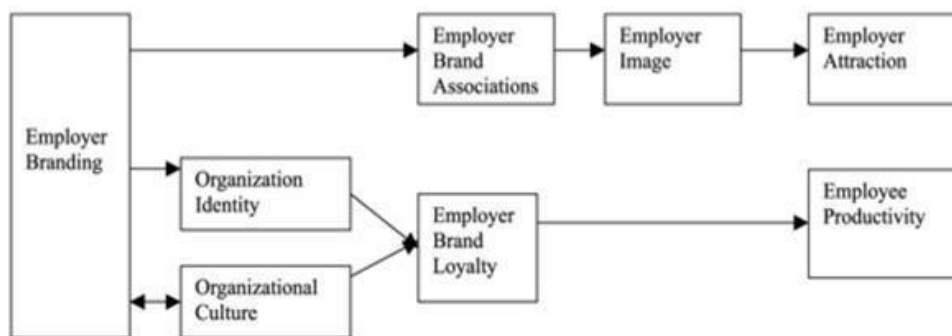 Employer
Branding
Employer
Brand
Associations
Employer
Image
Employer
Attraction
Organization
Identity
Organizational
Culture
Employer
Brand
Loyalty
Employee
Productivity